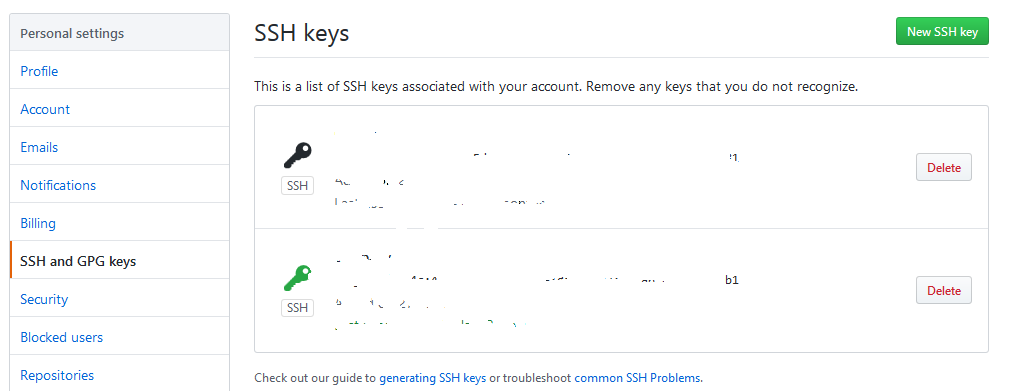 Personal settings
Profile
Account
Emails
Notifications
Billing
SSH and GPG keys
Security
Blocked users
Repositories
SSH keys
New SSH key
This is a list of SSH keys associated with your account. Remove any keys that you do not recognize.
SSH
Delete
b1
SSH
Delete
Check out our guide to generating SSH keys or troubleshoot common SSH Problems.